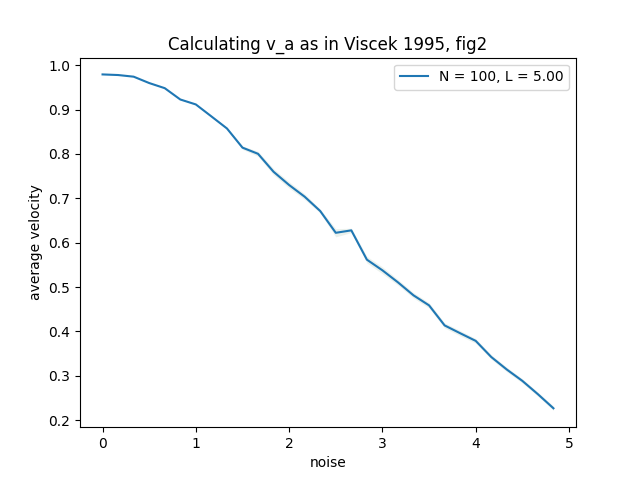 Calculating v_a as in Viscek 1995, fig2
N = 100, L = 5.00
1.0
0.9
0.8
0.7
0.6
0.5
0.4
0.3
0.2
average velocity
0 1 2 3 4 5
noise